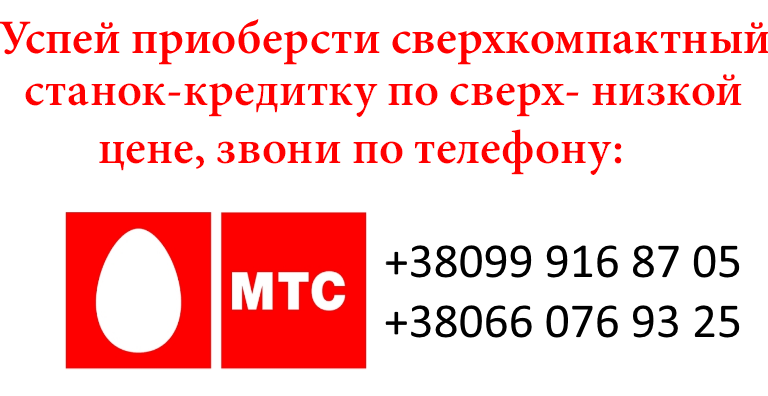 Успей приоберсти сверхкомпактный
станок-кредитку по сверх- низкой
цене, звони по телефону:
МТС
+38099 916 87 05
+38066 076 93 25